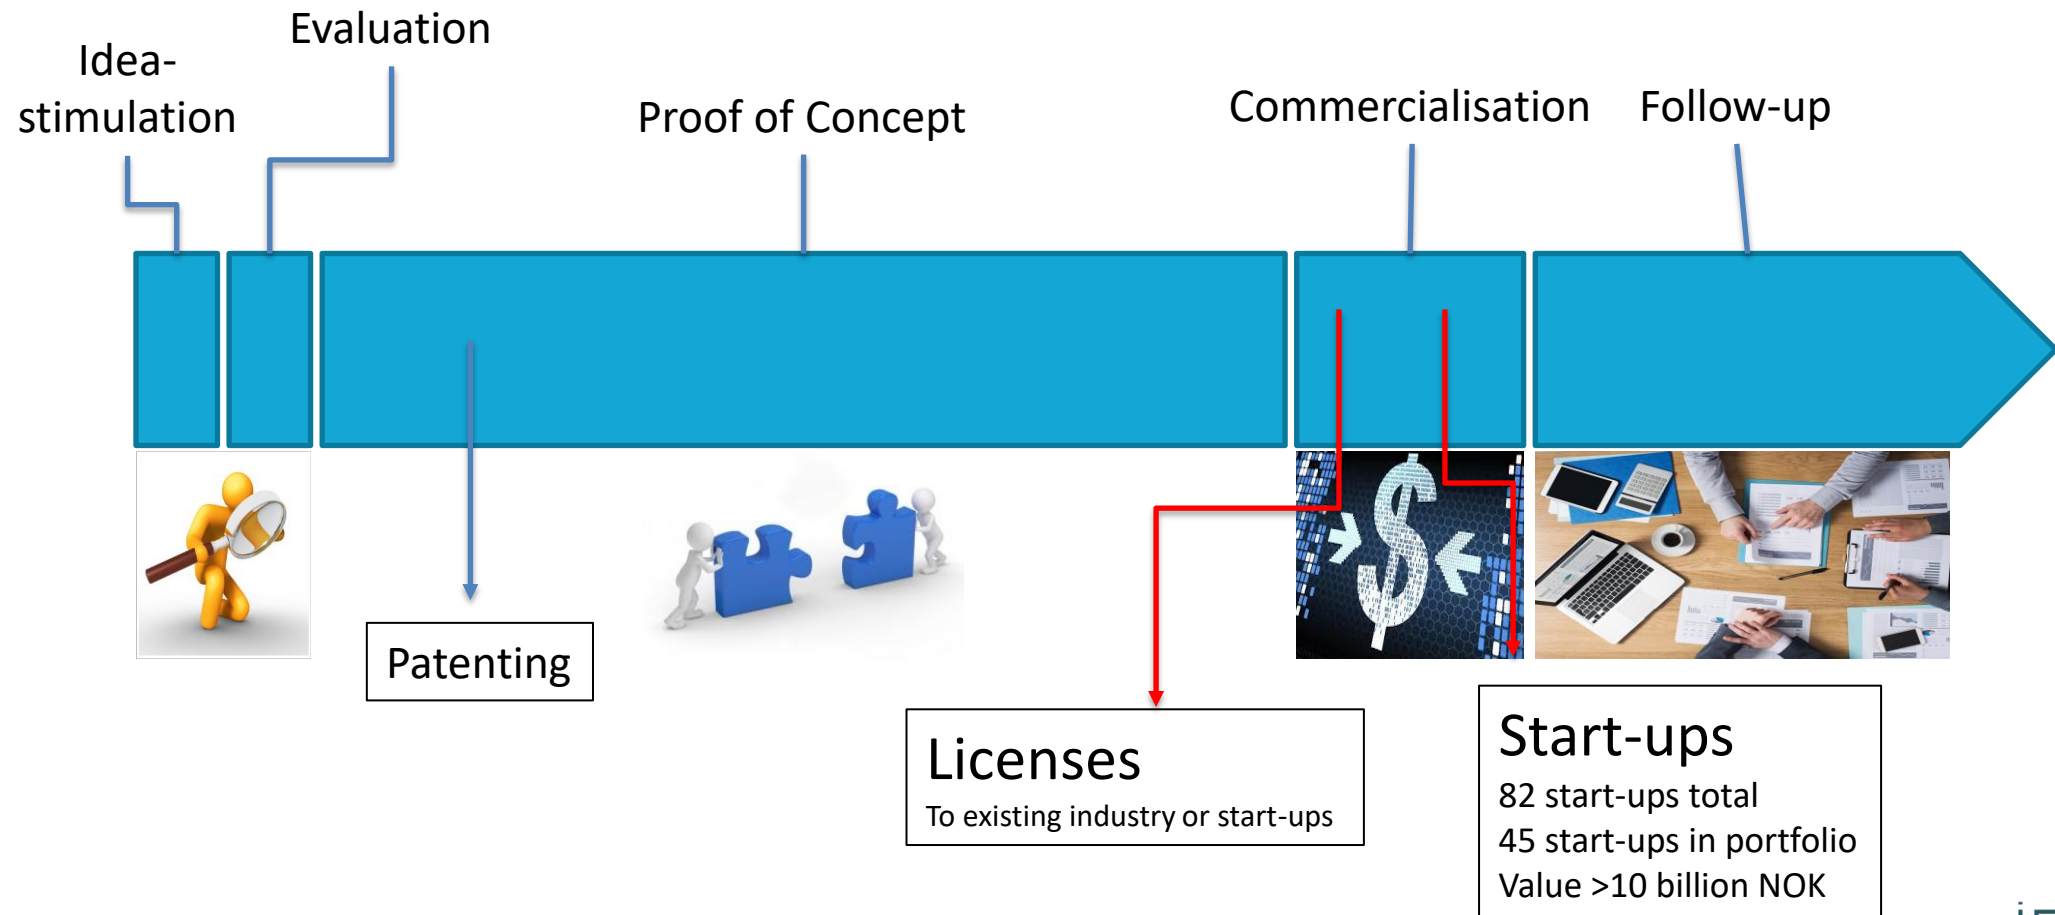 Evaluation
Idea-
stimulation
Proof of Concept
Commercialisation
Follow-up
Patenting
Licenses
To existing industry or start-ups
Start-ups
82 start-ups total
45 start-ups in portfolio
Value >10 billion NOK